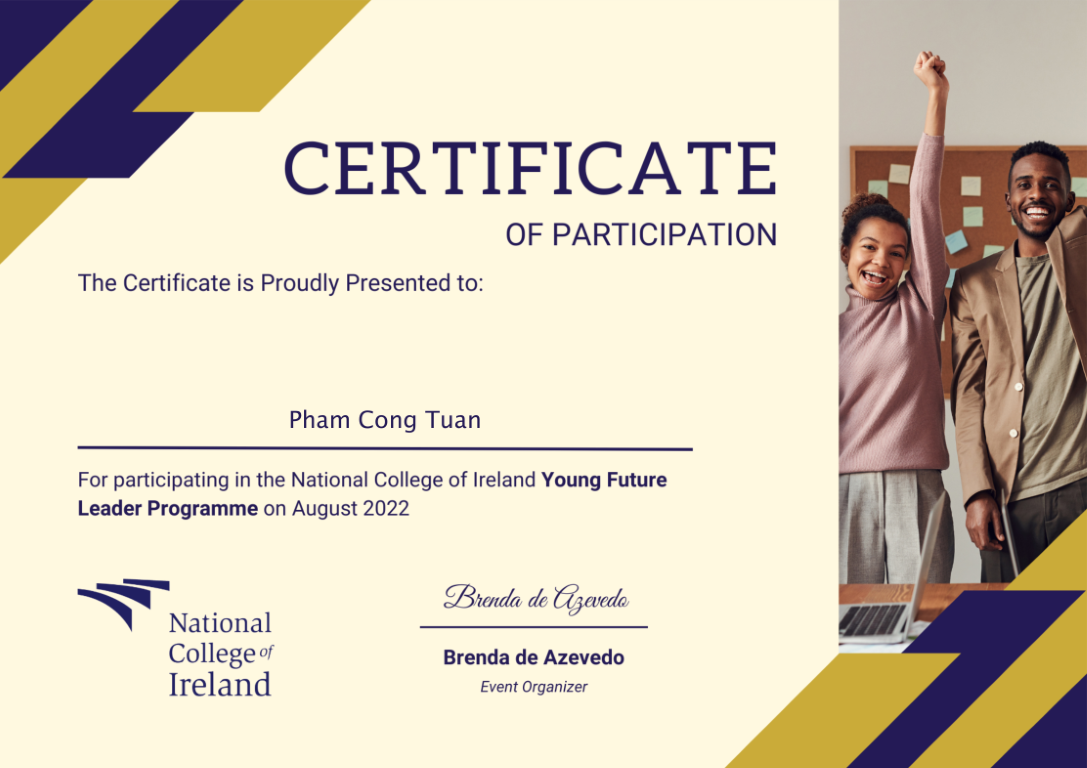 CERTIFICATE
OF PARTICIPATION
The Certificate is Proudly Presented to:
Pham Cong Tuan
For participating in the National College of Ireland Young Future
Leader Programme on August 2022
National
College of
Ireland
Brenda de Azevedo
Brenda de Azevedo
Event Organizer